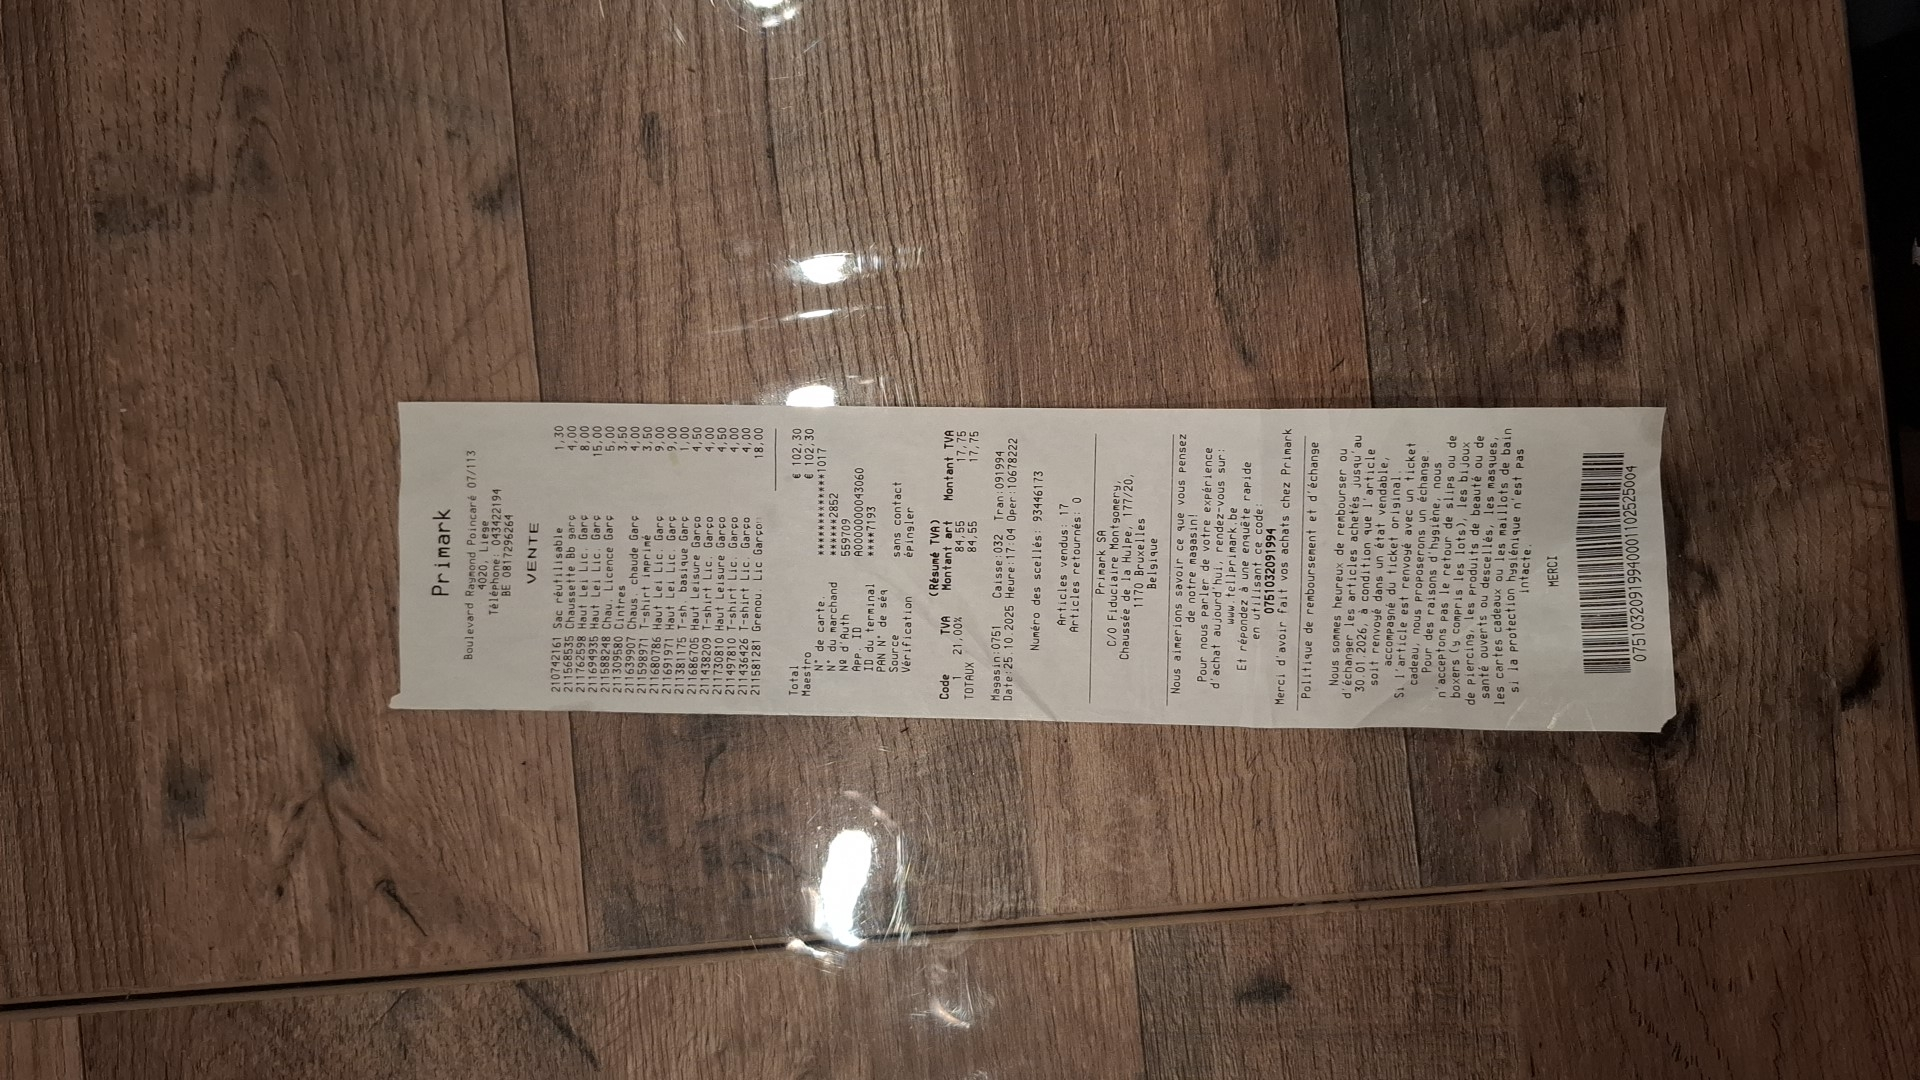 Primark
Boulevard Raymond Poincaré 07/113
4020, Liege
Téléphone: 043422194
BE 0817296264
VENTE
210742161 Sac réutilisable 1,30
211568535 Chaussette Bb garç 4,00
211762598 Haut Lei Lic. Garç 8,00
211694935 Haut Lei Lic. Garç 15,00
211588248 Chau. Licence Garç 5,00
211309580 Cintres 3,50
211639907 Chaus. chaude Garç 4,00
211598971 T-shirt imprimé 3,50
211680786 Haut Lei Lic. Garç 9,00
211691971 Haut Lei Lic. Garç 9,00
211381175 T-sh. basique Garç 1,00
211686705 Haut Leisure Garço 4,50
211438209 T-shirt Lic. Garço 4,00
211730810 Haut Leisure Garço 4,50
211497810 T-shirt Lic. Garço 4,00
211436426 T-shirt Lic. Garço 4,00
211581281 Grenou. Lic Garçon 18,00
Total € 102,30
Maestro € 102,30
N° de carte. ***************1017
N° du marchand *****2852
Nº d'Auth 559709
App. ID A0000000043060
ID du terminal ****7193
PAN N° de séq
Source sans contact
Vérification épingler
(Résumé TVA)
Code TVA Montant art Montant TVA
1 21,00% 84,55 17,75
TOTAUX 84,55 17,75
Magasin:0751 Caisse:032 Tran:091994
Date:25.10.2025 Heure:17:04 Oper:10678222
Numéro des scellés: 93446173
Articles vendus: 17
Articles retournés: 0
Primark SA
C/O Fiduciaire Montgomery,
Chaussée de la Hulpe, 177/20,
1170 Bruxelles
Belgique
Nous aimerions savoir ce que vous pensez
de notre magasin!
Pour nous parler de votre expérience
d'achat aujourd'hui, rendez-vous sur:
www.tellprimark.be
Et répondez à une enquête rapide
en utilisant ce code:
0751032091994
Merci d'avoir fait vos achats chez Primark
Politique de remboursement et d'échange
Nous sommes heureux de rembourser ou
d'échanger les articles achetés jusqu'au
30.01.2026, à condition que l'article
soit renvoyé dans un état vendable,
accompagné du ticket original.
Si l'article est renvoyé avec un ticket
cadeau, nous proposerons un échange.
Pour des raisons d'hygiène, nous
n'acceptons pas le retour de slips ou de
boxers (y compris les lots), les bijoux
de piercing, les produits de beauté ou de
santé ouverts ou descellés, les masques,
les cartes cadeaux ou les maillots de bain
si la protection hygiénique n'est pas
intacte.
MERCI